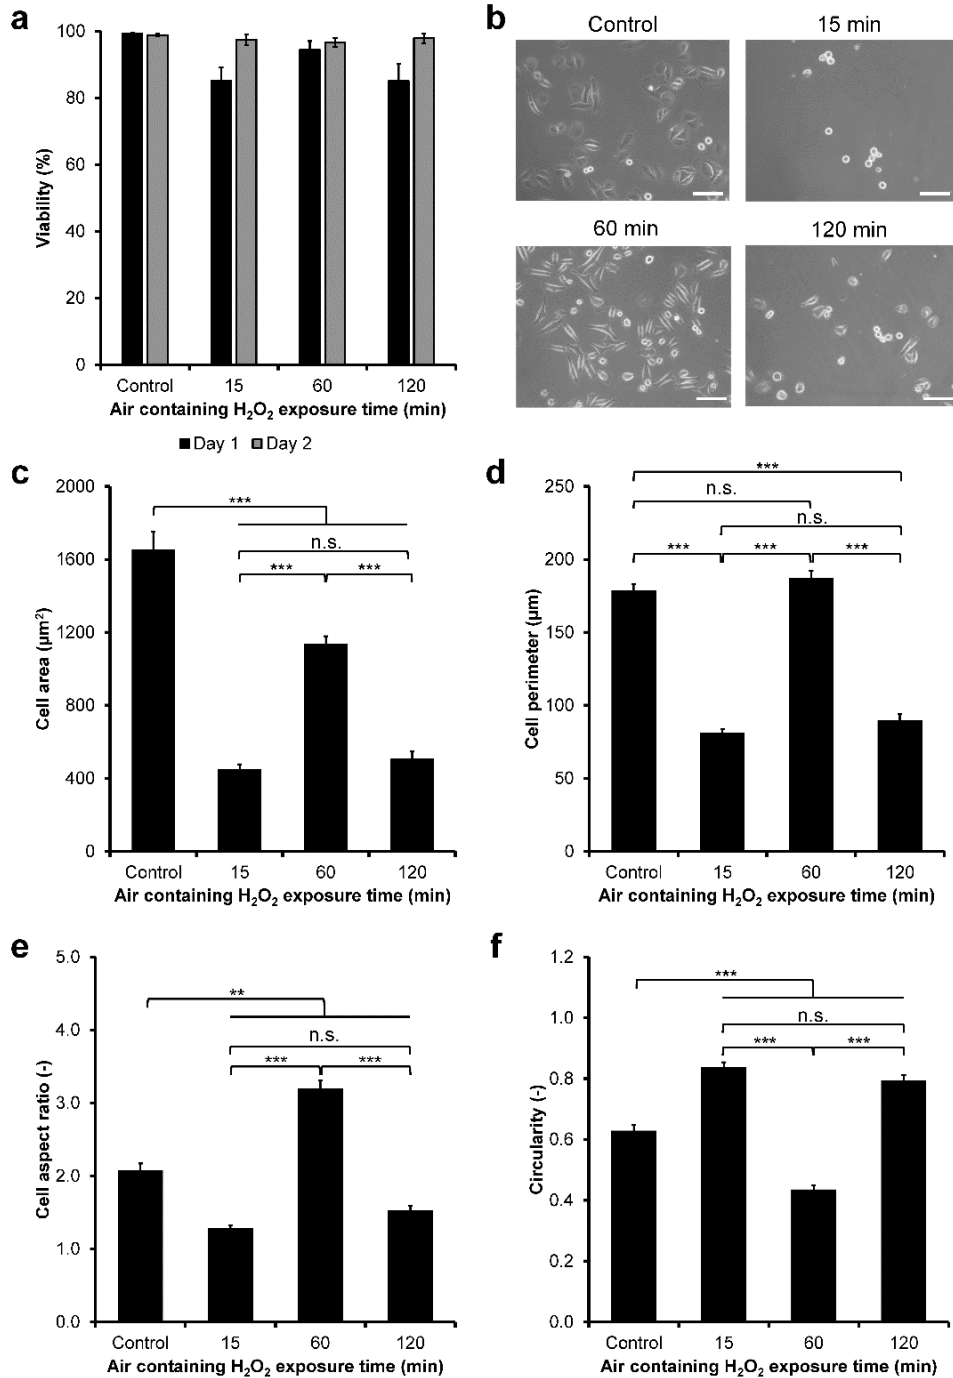 a
100
80
60
40
20
0
Viability (%)
Control 15 60 120
Air containing H₂O₂ exposure time (min)
Day 1 Day 2
b
Control 15 min
60 min 120 min
c
2000
1600
1200
800
400
0
Cell area (µm²)
***
n.s.
*** ***
Control 15 60 120
Air containing H₂O₂ exposure time (min)
d
250
200
150
100
50
0
Cell perimeter (µm)
***
n.s.
n.s.
*** *** ***
Control 15 60 120
Air containing H₂O₂ exposure time (min)
e
5.0
4.0
3.0
2.0
1.0
0.0
Cell aspect ratio (-)
**
n.s.
*** ***
Control 15 60 120
Air containing H₂O₂ exposure time (min)
f
1.2
1.0
0.8
0.6
0.4
0.2
0.0
Circularity (-)
***
n.s.
*** ***
Control 15 60 120
Air containing H₂O₂ exposure time (min)